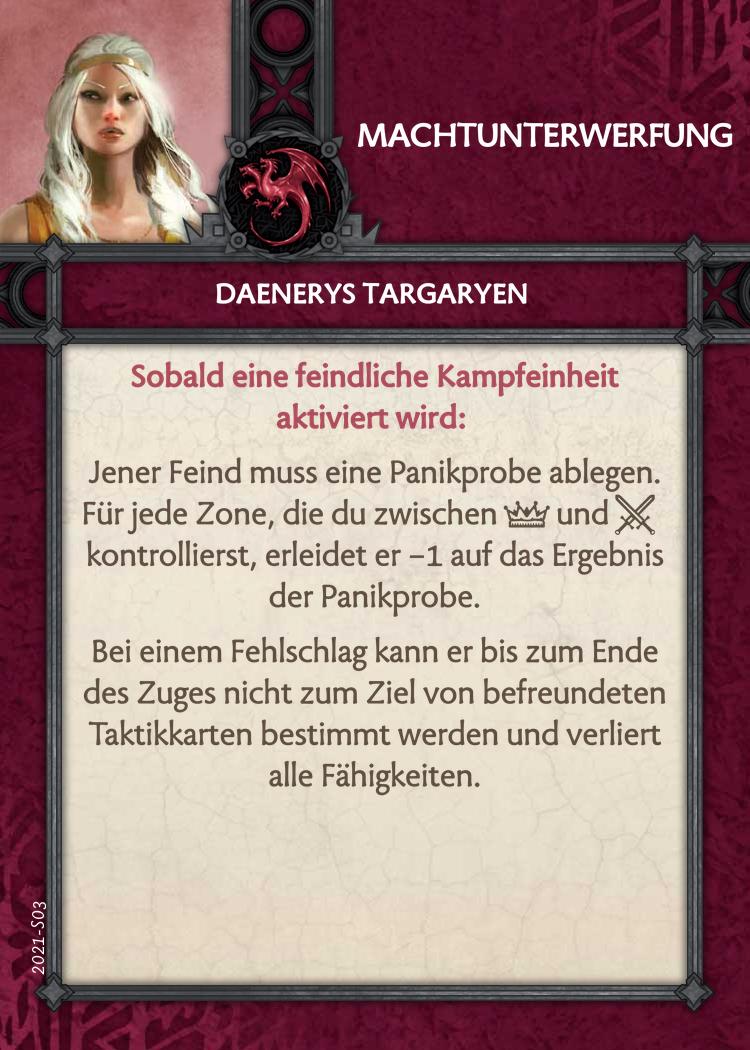 MACHTUNTERWERFUNG
DAENERYS TARGARYEN
Sobald eine feindliche Kampfeinheit
aktiviert wird:
Jener Feind muss eine Panikprobe ablegen.
Für jede Zone, die du zwischen und
kontrollierst, erleidet er –1 auf das Ergebnis
der Panikprobe.
Bei einem Fehlschlag kann er bis zum Ende
des Zuges nicht zum Ziel von befreundeten
Taktikkarten bestimmt werden und verliert
alle Fähigkeiten.
2021-S03